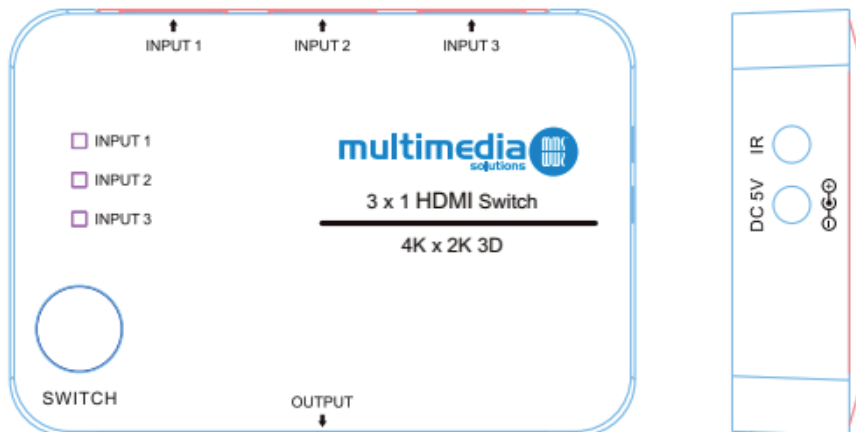 INPUT 1
INPUT 2
INPUT 3
INPUT 1
INPUT 2
INPUT 3
multimedia
solutions
3 x 1 HDMI Switch
4K x 2K 3D
SWITCH
OUTPUT
IR
DC 5V